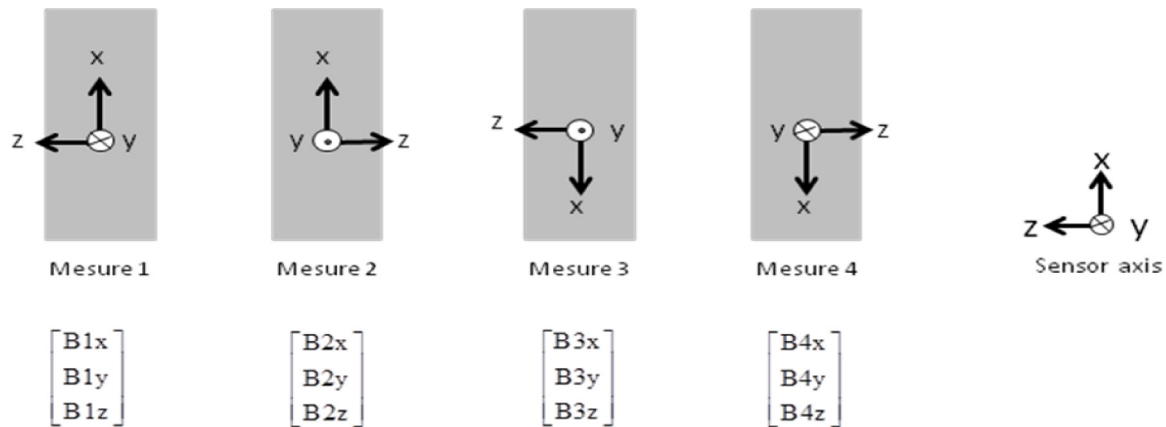 x x
z y y z z y y z
x x
x
z y
Mesure 1 Mesure 2 Mesure 3 Mesure 4 Sensor axis
B1x B2x B3x B4x
B1y B2y B3y B4y
B1z B2z B3z B4z